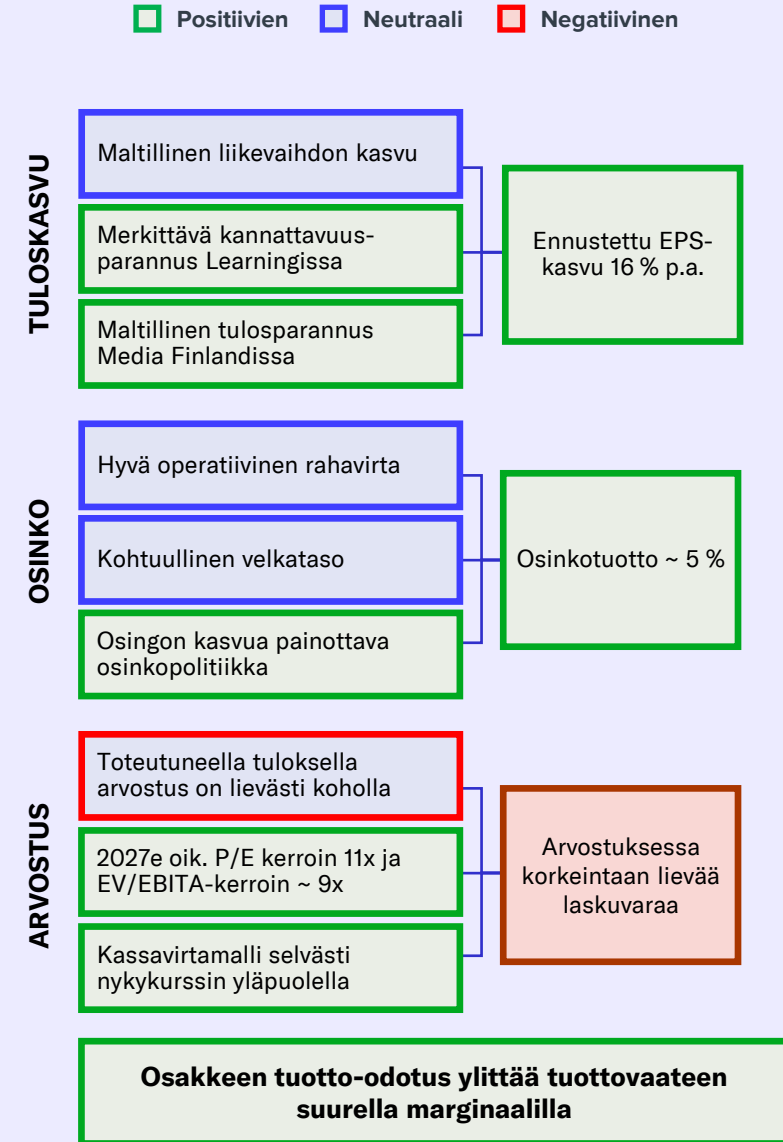 Positiivien Neutraali Negatiivinen
TULOSKASVU
Maltillinen liikevaihdon kasvu
Merkittävä kannattavuus-
parannus Learningissa
Maltillinen tulosparannus
Media Finlandissa
Ennustettu EPS-
kasvu 16 % p.a.
OSINKO
Hyvä operatiivinen rahavirta
Kohtuullinen velkataso
Osingon kasvua painottava
osinkopolitiikka
Osinkotuotto ~ 5 %
ARVOSTUS
Toteutuneella tuloksella
arvostus on lievästi koholla
2027e oik. P/E kerroin 11x ja
EV/EBITA-kerroin ~ 9x
Kassavirtamalli selvästi
nykykurssin yläpuolella
Arvostuksessa
korkeintaan lievää
laskuvaraa
Osakkeen tuotto-odotus ylittää tuottovaateen
suurella marginaalilla